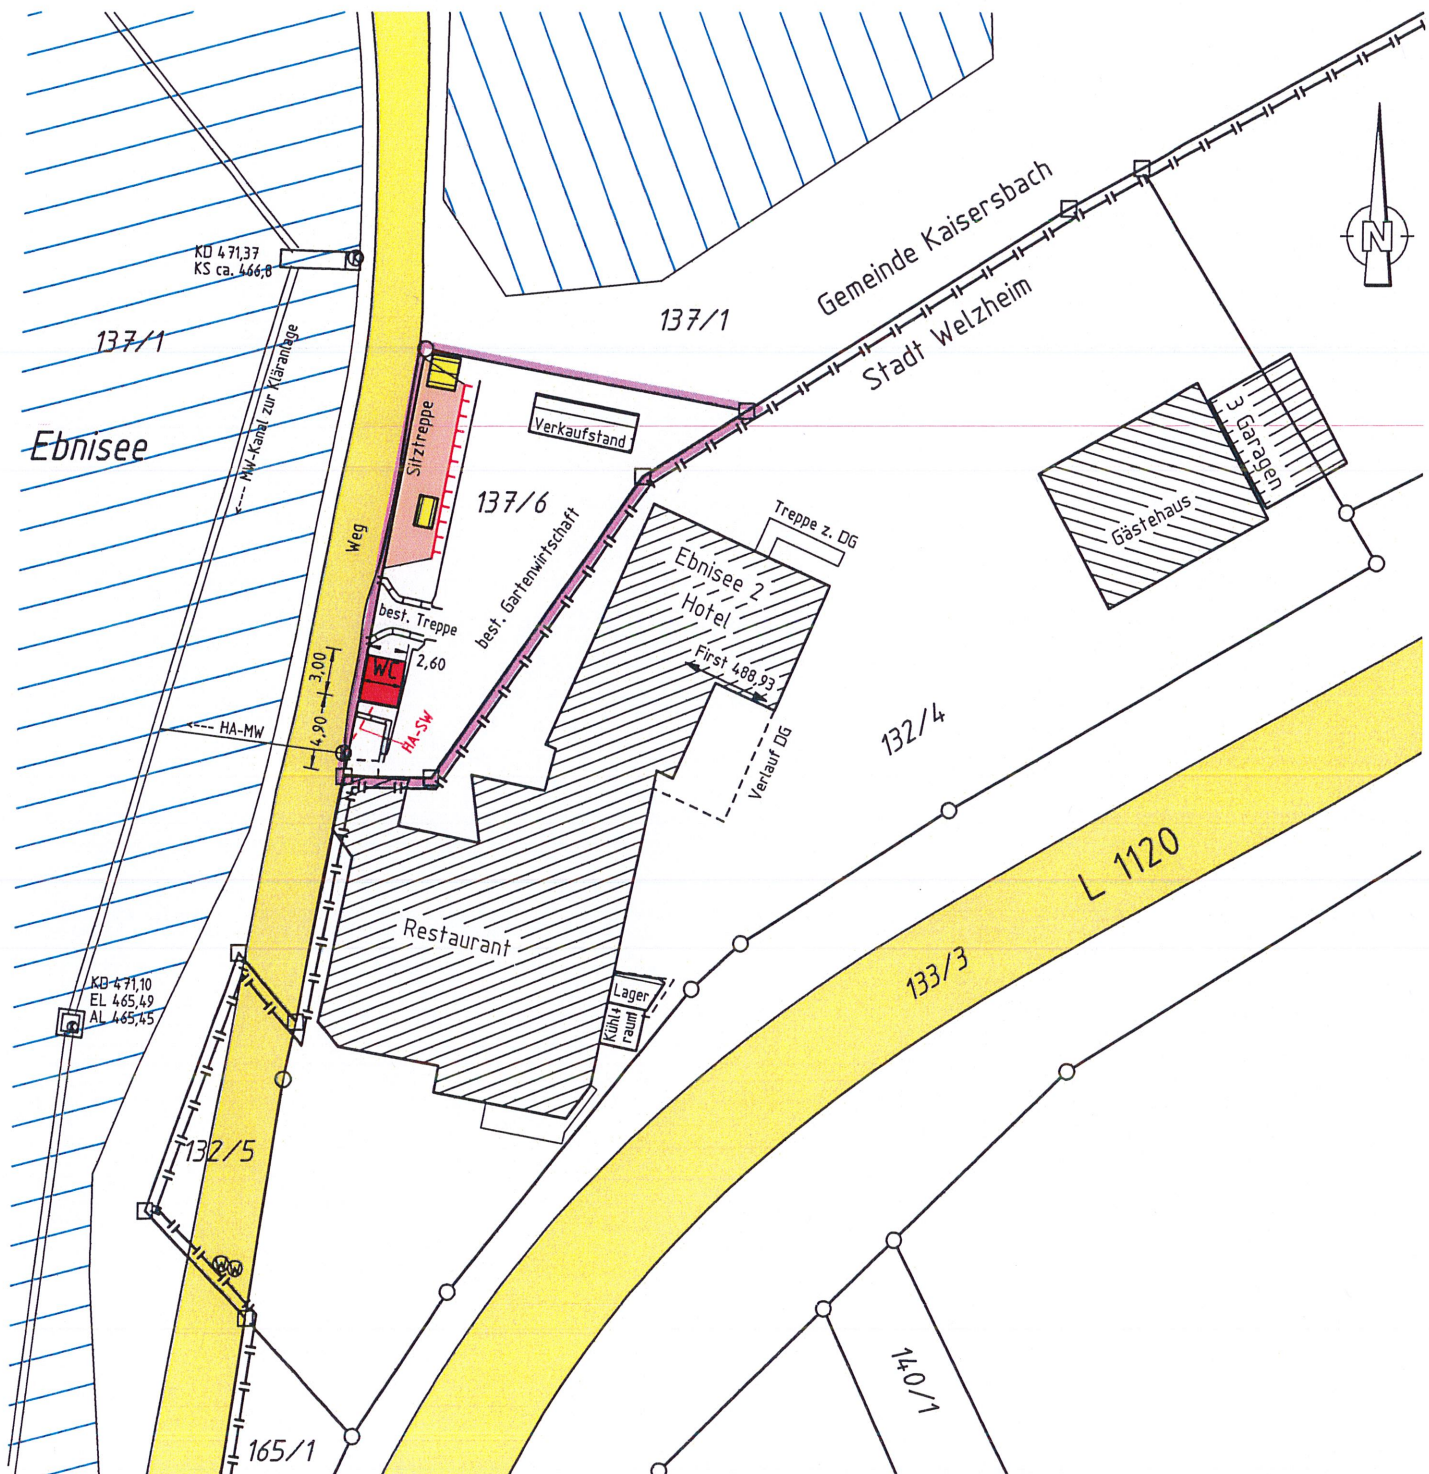 KD 471,37
KS ca. 466,8
137/1
MW-Kanal zur Kläranlage
Ebnisee
137/1
Gemeinde Kaisersbach
Stadt Welzheim
N
Sitztreppe
Verkaufstand
137/6
Weg
best. Gartenwirtschaft
best. Treppe
Treppe z. DG
Ebnisee 2
Hotel
First 488,93
Verlauf DG
3 Garagen
Gästehaus
3,00
WC
2,60
4,90
HA-SW
HA-MW
132/4
L 1120
133/3
Restaurant
Lager
Kühl-
raum
KD 471,10
EL 465,49
AL 465,45
132/5
W W
140/1
165/1